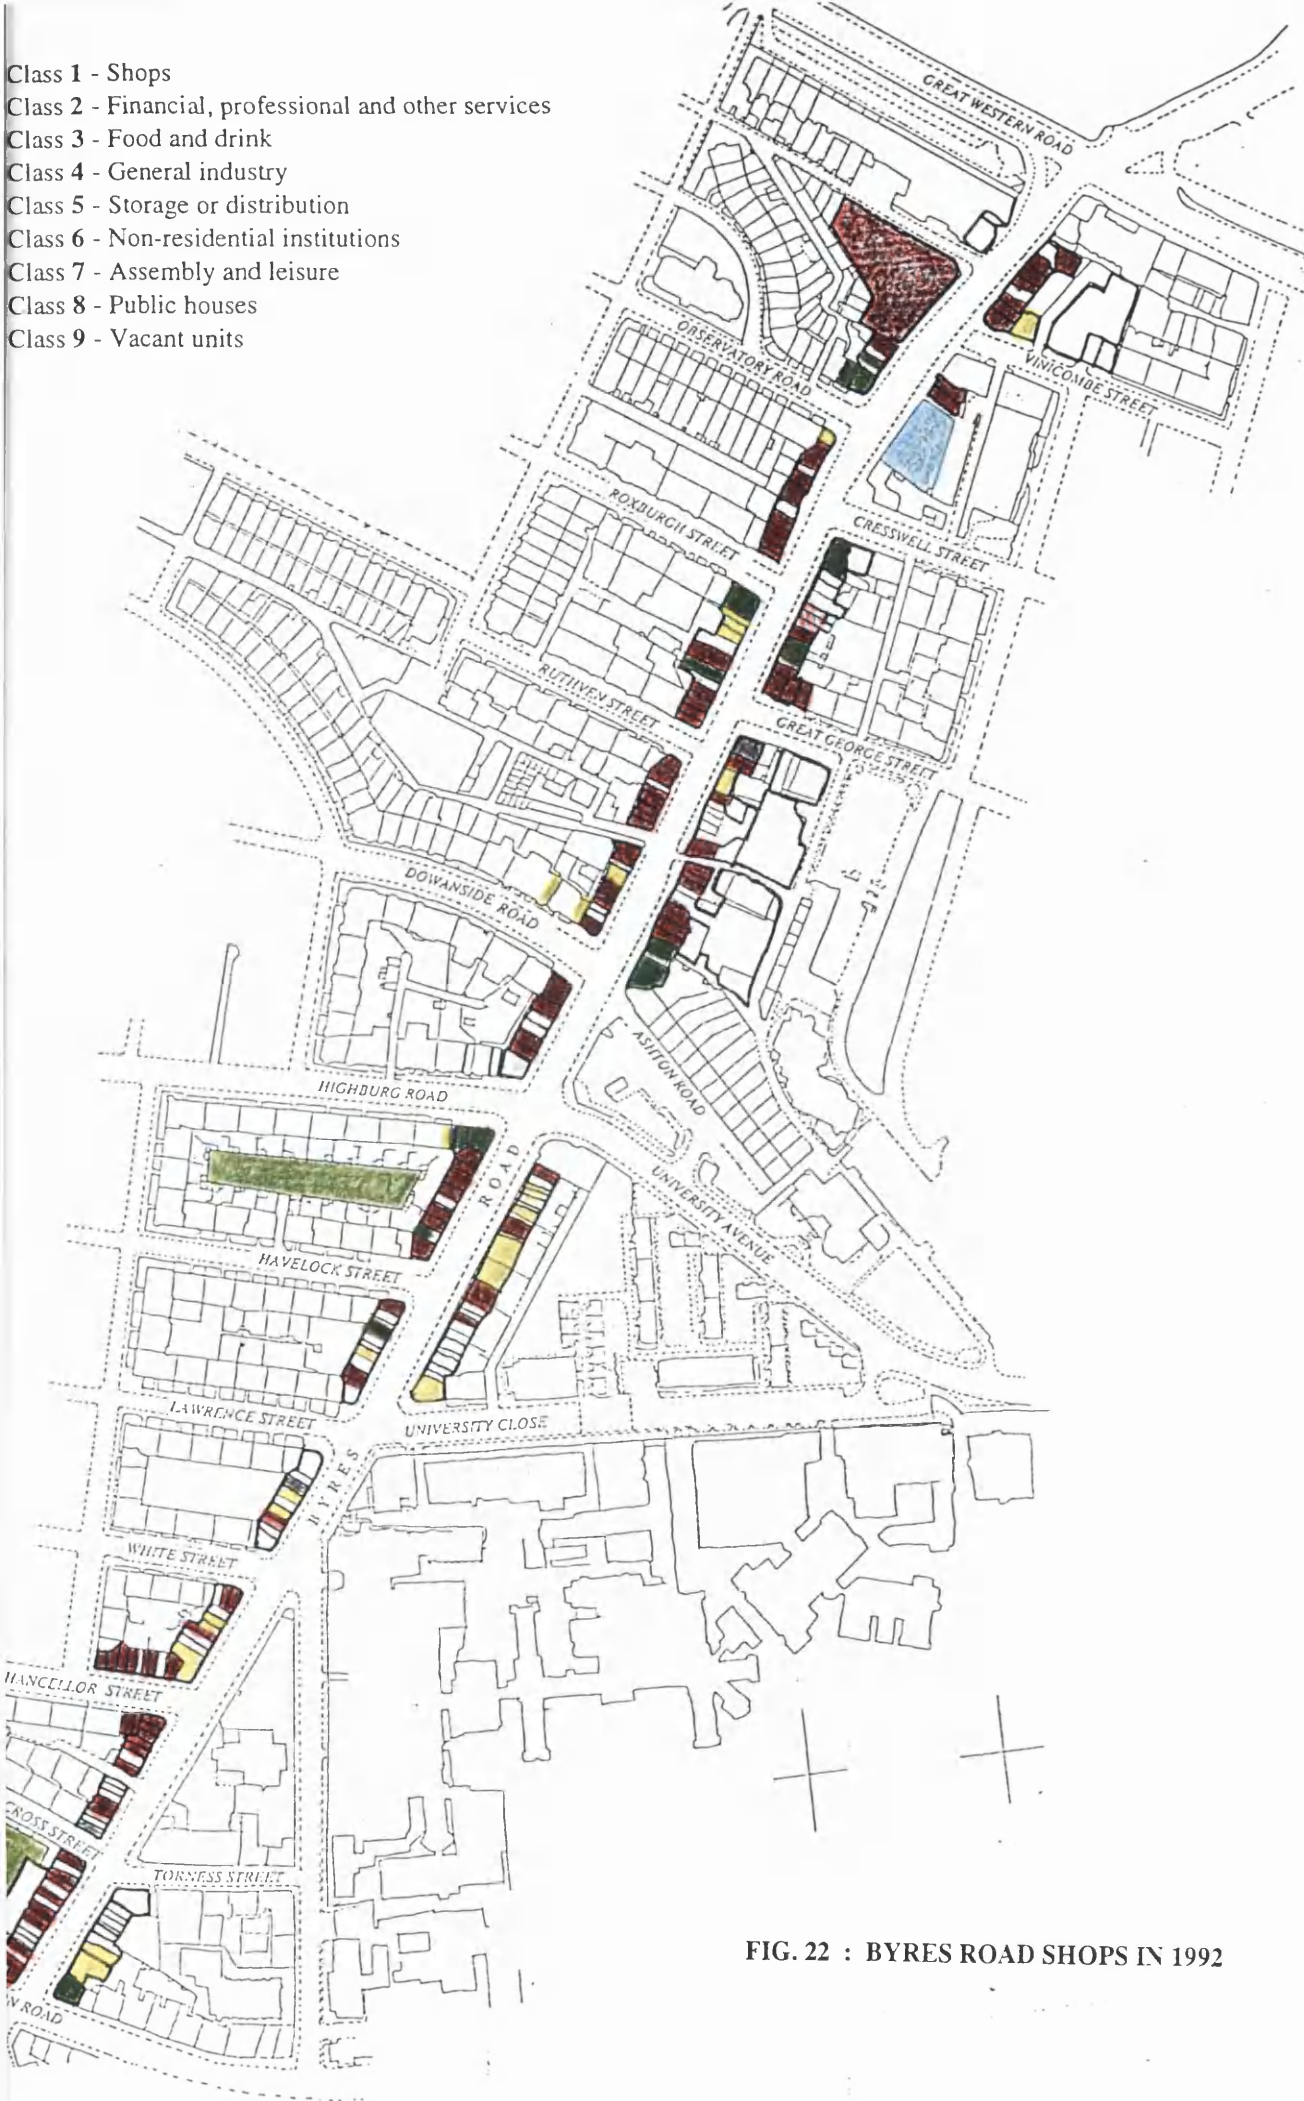 Class 1 - Shops
Class 2 - Financial, professional and other services
Class 3 - Food and drink
Class 4 - General industry
Class 5 - Storage or distribution
Class 6 - Non-residential institutions
Class 7 - Assembly and leisure
Class 8 - Public houses
Class 9 - Vacant units
GREAT WESTERN ROAD
OBSERVATORY ROAD
VINICOMBE STREET
ROXBURGH STREET
CRESSWELL STREET
RUTHVEN STREET
GREAT GEORGE STREET
DOWANSIDE ROAD
ASHTON ROAD
HIGHBURG ROAD
ROAD
UNIVERSITY AVENUE
HAVELOCK STREET
LAWRENCE STREET
UNIVERSITY CLOSE
BYRES
WHITE STREET
HANCELLOR STREET
CROSS STREET
TORNESS STREET
N ROAD
FIG. 22 : BYRES ROAD SHOPS IN 1992